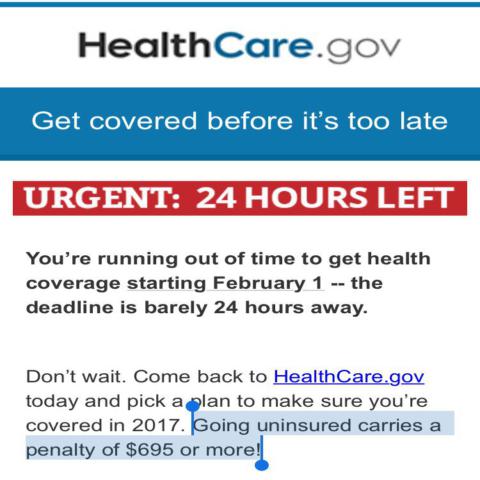 HealthCare.gov
Get covered before it's too late
URGENT: 24 HOURS LEFT
You're running out of time to get health
coverage starting February 1 -- the
deadline is barely 24 hours away.
Don't wait. Come back to HealthCare.gov
today and pick a plan to make sure you're
covered in 2017. Going uninsured carries a
penalty of $695 or more!